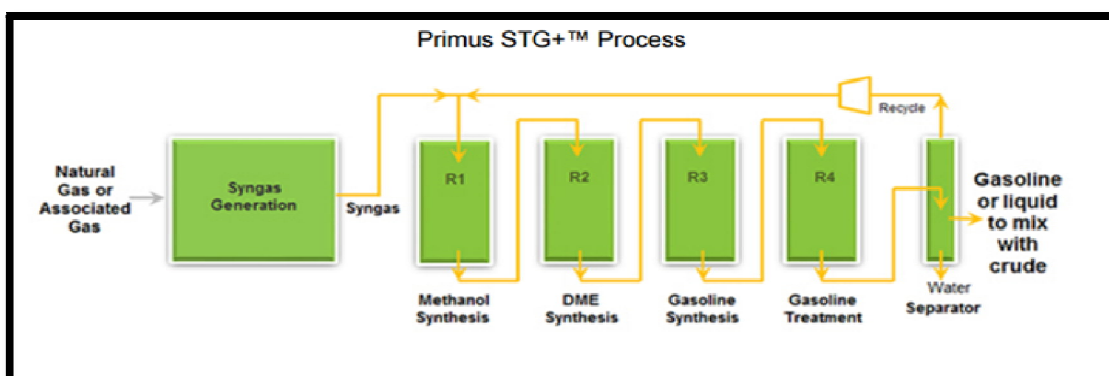 Primus STG+™ Process
Recycle
Natural
Gas or
Associated
Gas
Syngas
Generation
Syngas
R1
R2
R3
R4
Methanol
Synthesis
DME
Synthesis
Gasoline
Synthesis
Gasoline
Treatment
Water
Separator
Gasoline
or liquid
to mix
with
crude